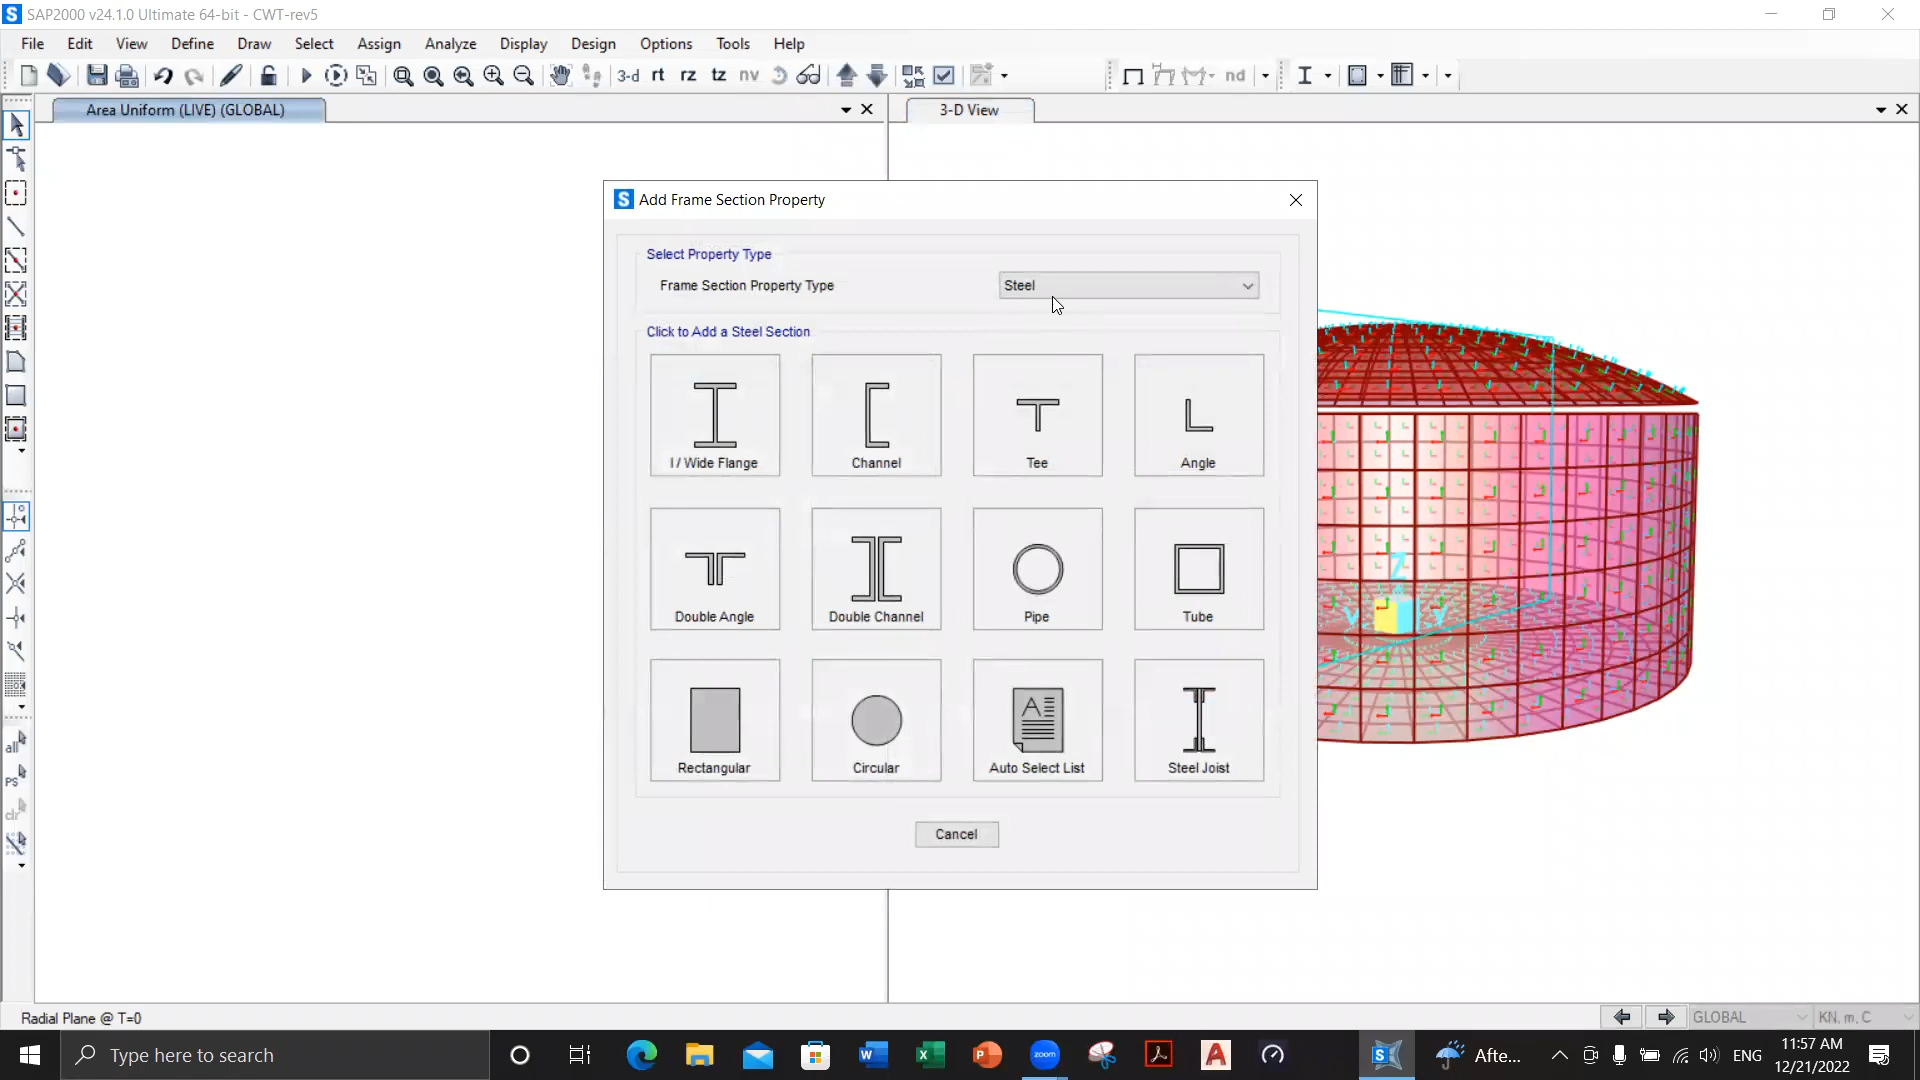 SAP2000 v24.1.0 Ultimate 64-bit - CWT-rev5
File Edit View Define Draw Select Assign Analyze Display Design Options Tools Help
3-d rt rz tz nv nd
Area Uniform (LIVE) (GLOBAL)
3-D View
Add Frame Section Property
Select Property Type
Frame Section Property Type
Steel
Click to Add a Steel Section
I / Wide Flange
Channel
Tee
Angle
Double Angle
Double Channel
Pipe
Tube
Rectangular
Circular
Auto Select List
Steel Joist
Cancel
all
PS
clr
Z
Radial Plane @ T=0
GLOBAL
KN, m, C
Type here to search
zoom
Afte...
ENG
11:57 AM
12/21/2022